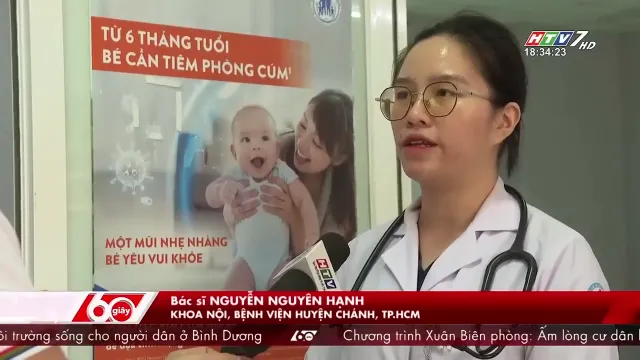 TỪ 6 THÁNG TUỔI
BÉ CẦN TIÊM PHÒNG CÚM¹
MỘT MŨI NHẸ NHÀNG
BÉ YÊU VUI KHỎE
HTV7 HD
18:34:23
HTV
60 giây
Bác sĩ NGUYỄN NGUYÊN HẠNH
KHOA NỘI, BỆNH VIỆN HUYỆN CHÁNH, TP.HCM
ôi trường sống cho người dân ở Bình Dương
Chương trình Xuân Biên phòng: Ấm lòng cư dân